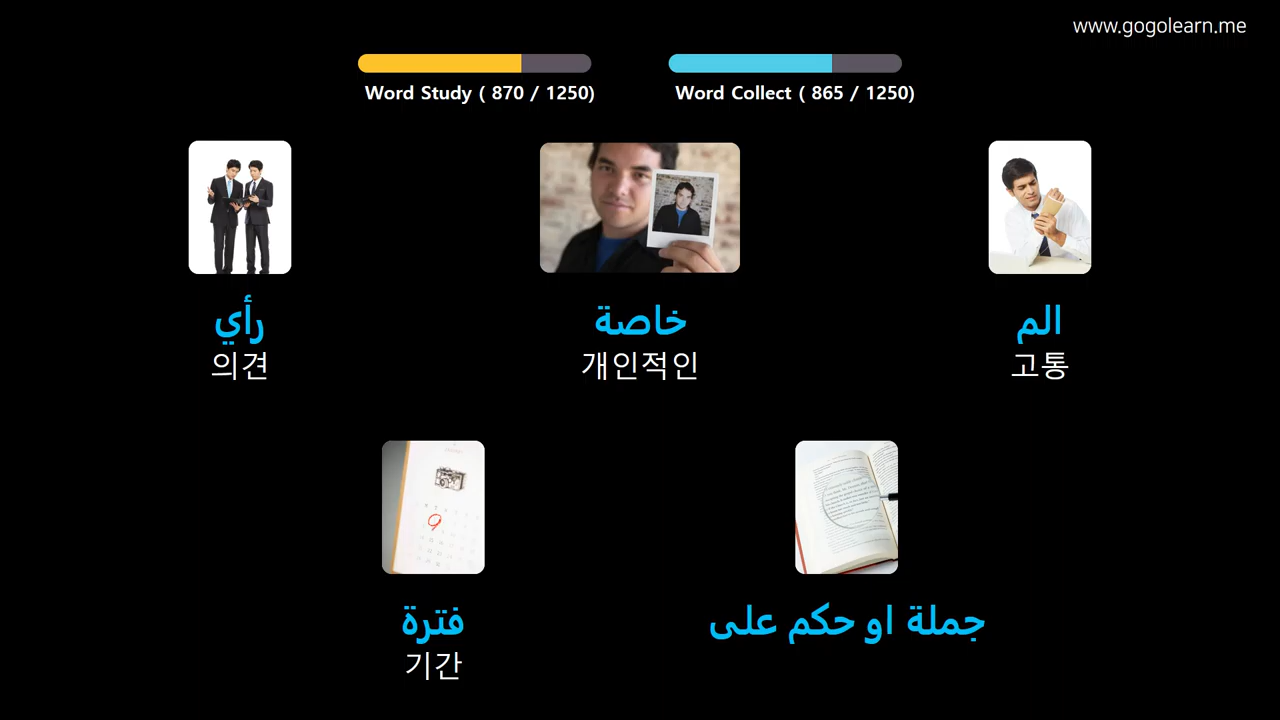 www.gogolearn.me
Word Study ( 870 / 1250)
Word Collect ( 865 / 1250)
رأي
의견
خاصة
개인적인
الم
고통
فترة
기간
جملة او حكم على